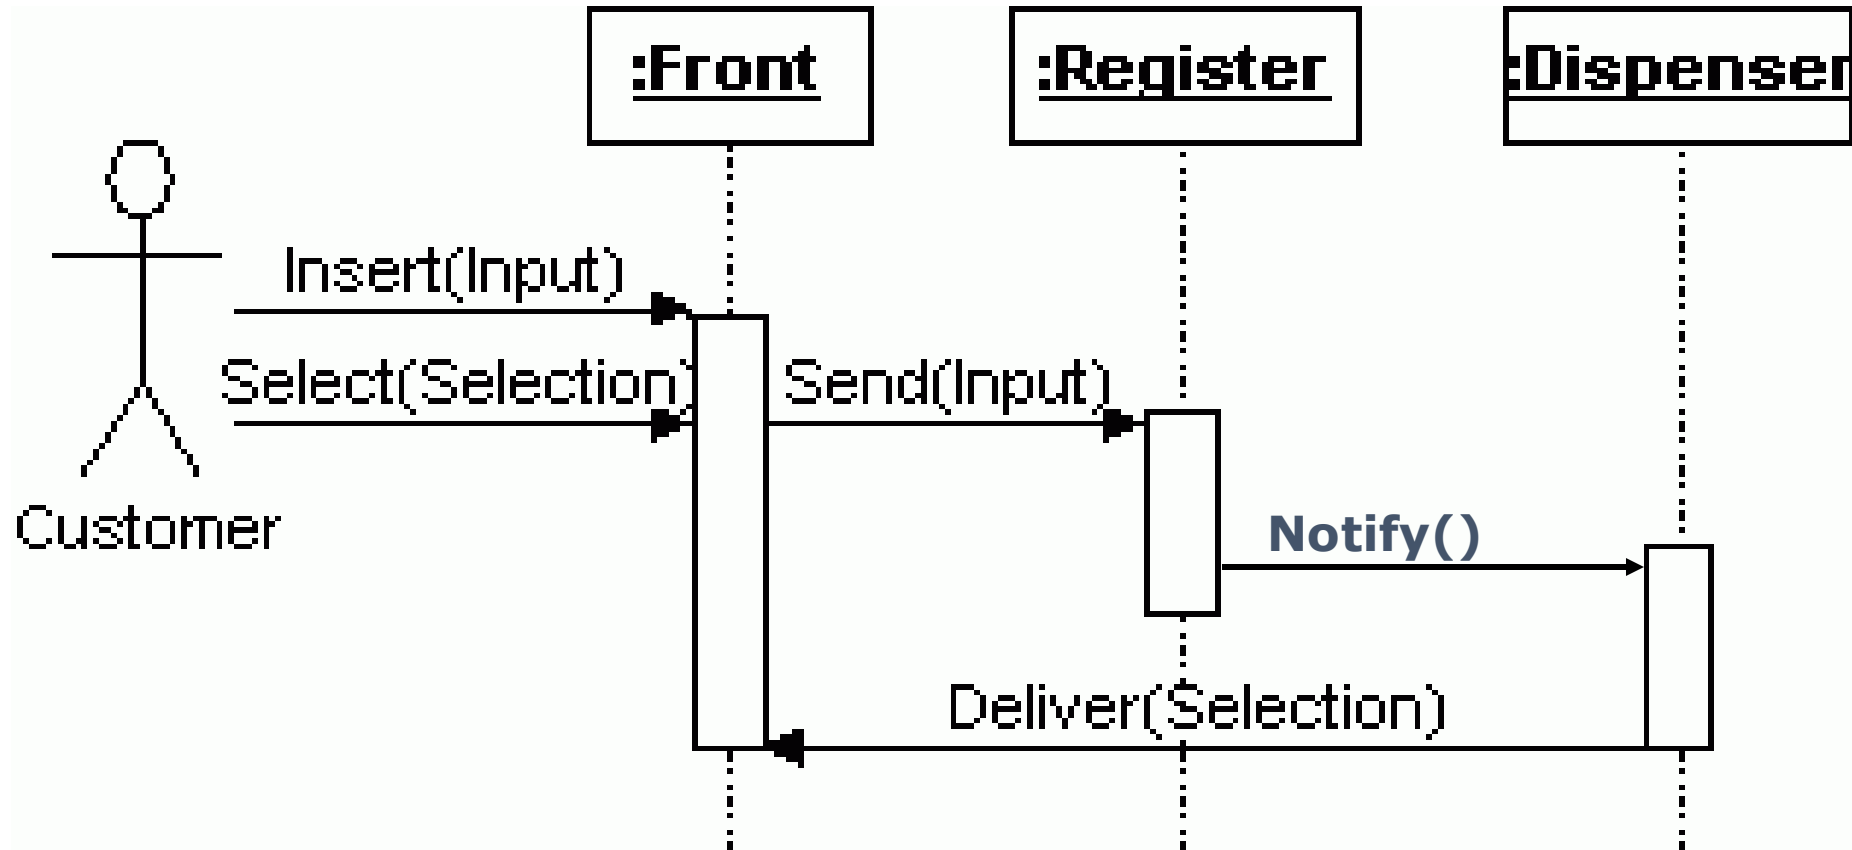 :Front
:Register
:Dispenser
Insert(Input)
Select(Selection)
Send(Input)
Customer
Notify()
Deliver(Selection)